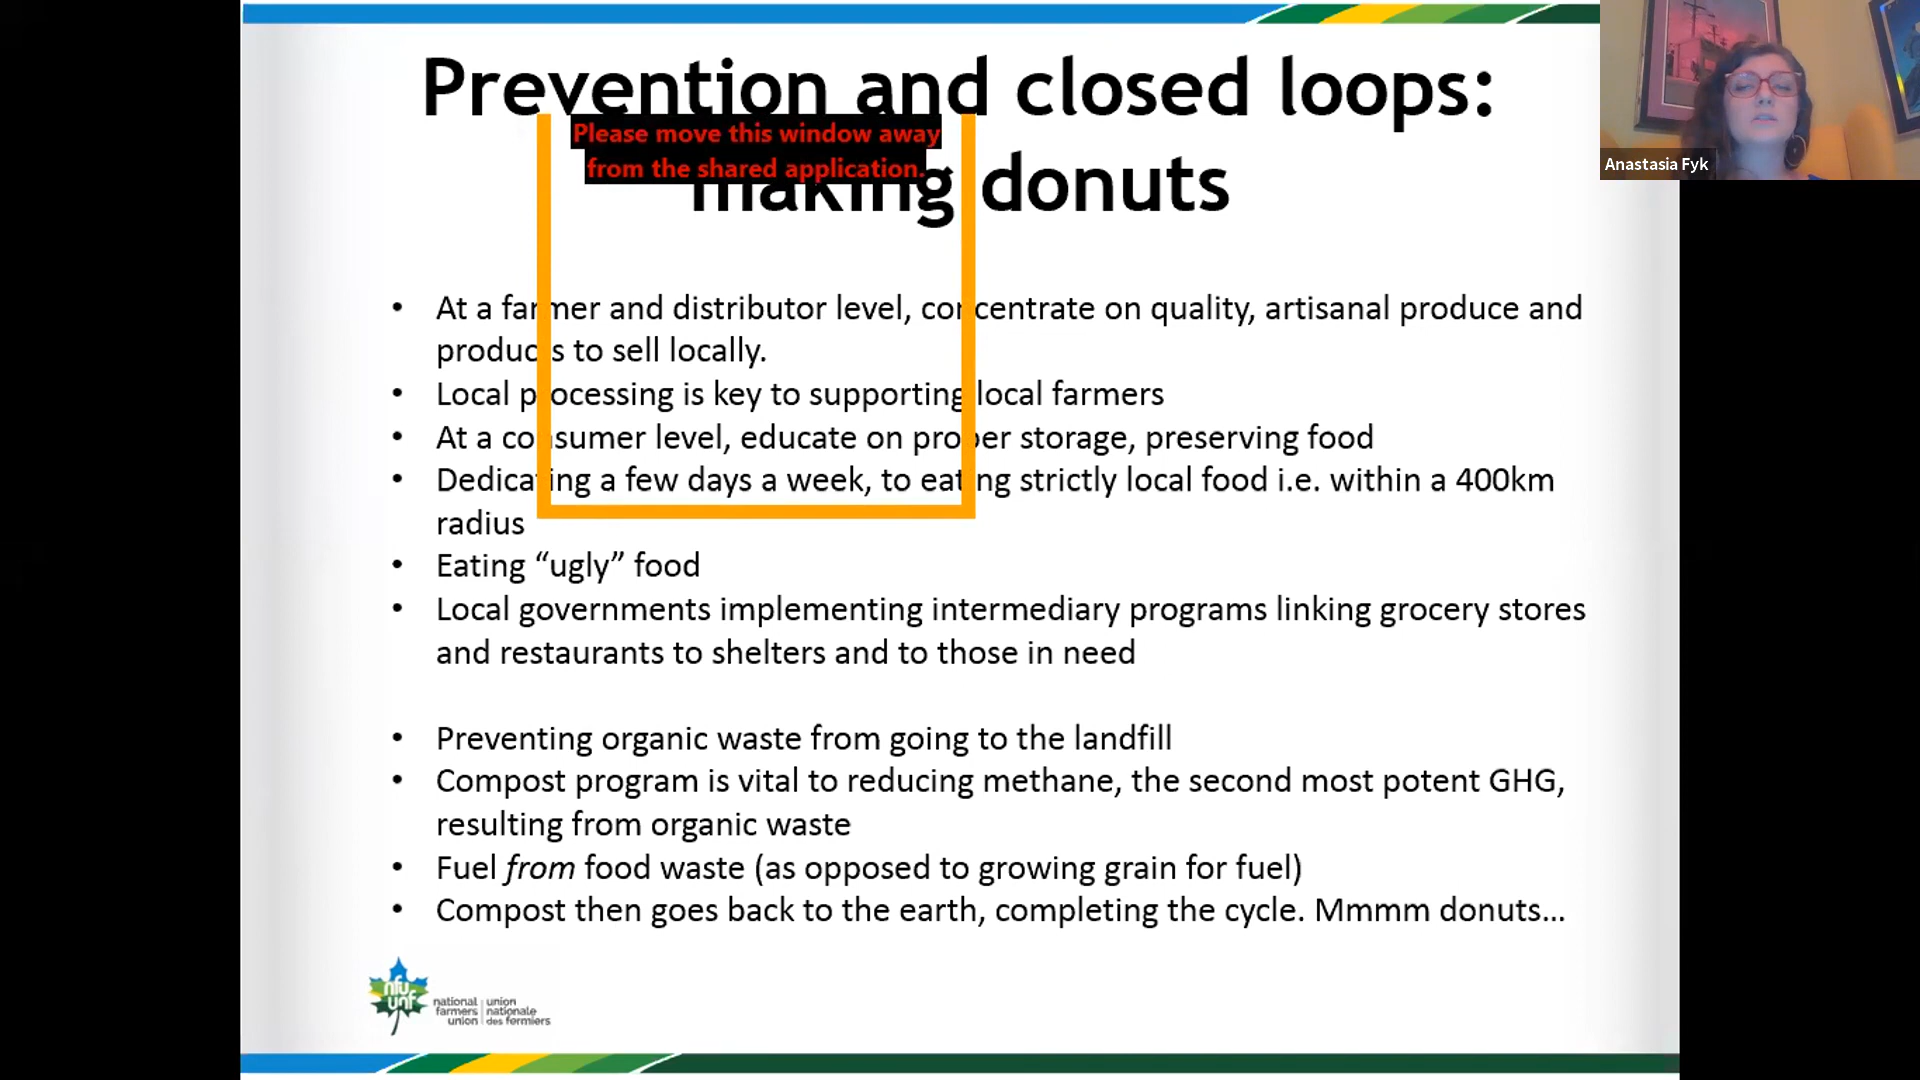 Prevention and closed loops:
Please move this window away
from the shared application.
making donuts
Anastasia Fyk
• At a farmer and distributor level, concentrate on quality, artisanal produce and
products to sell locally.
• Local processing is key to supporting local farmers
• At a consumer level, educate on proper storage, preserving food
• Dedicating a few days a week, to eating strictly local food i.e. within a 400km
radius
• Eating “ugly” food
• Local governments implementing intermediary programs linking grocery stores
and restaurants to shelters and to those in need
• Preventing organic waste from going to the landfill
• Compost program is vital to reducing methane, the second most potent GHG,
resulting from organic waste
• Fuel from food waste (as opposed to growing grain for fuel)
• Compost then goes back to the earth, completing the cycle. Mmmm donuts…
nfu
unf
national | union
farmers | nationale
union | des fermiers